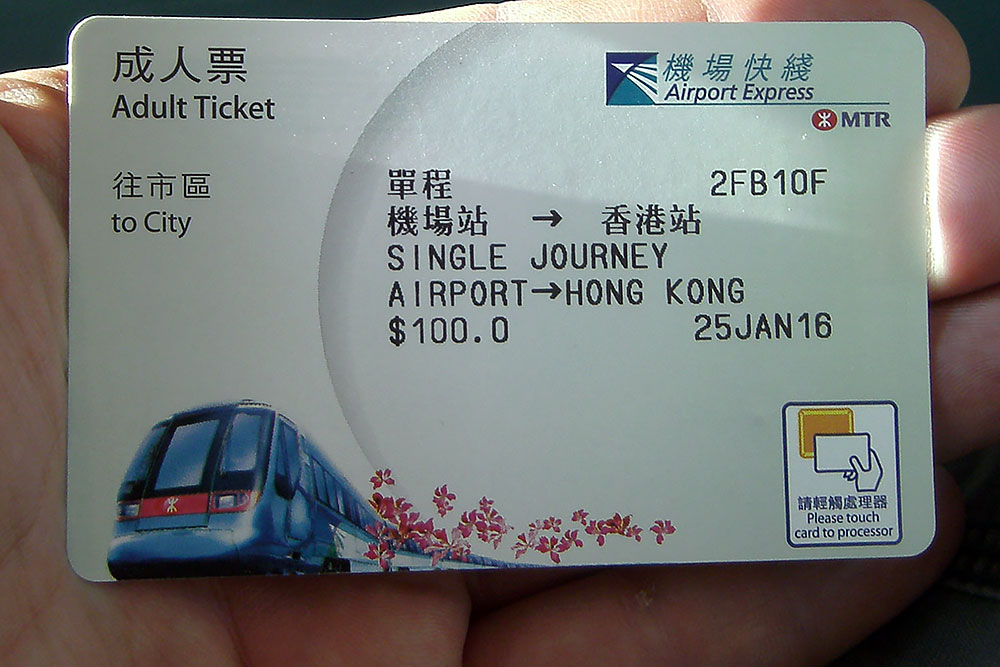 成人票
Adult Ticket
機場快綫
Airport Express
MTR
往市區
to City
單程 2FB10F
機場站 → 香港站
SINGLE JOURNEY
AIRPORT→HONG KONG
$100.0 25JAN16
請輕觸處理器
Please touch
card to processor